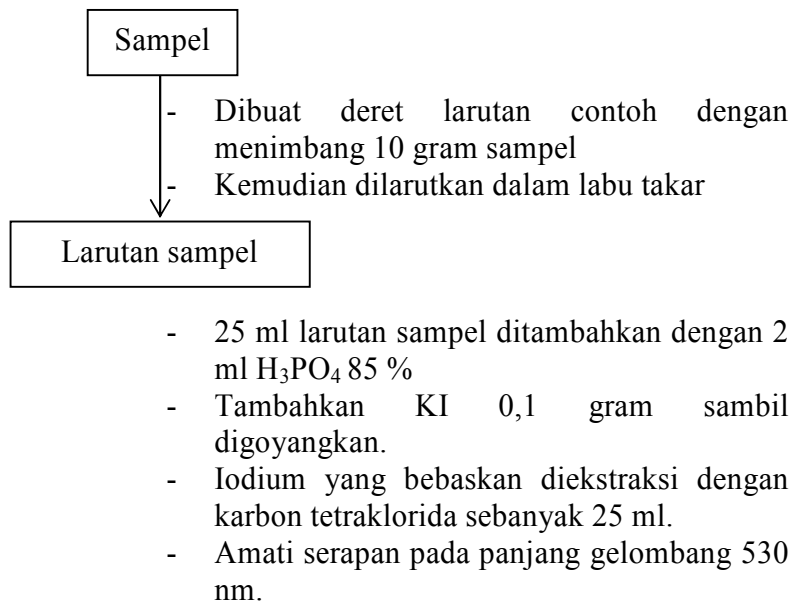 Sampel
- Dibuat deret larutan contoh dengan
menimbang 10 gram sampel
- Kemudian dilarutkan dalam labu takar
Larutan sampel
- 25 ml larutan sampel ditambahkan dengan 2
ml H₃PO₄ 85 %
- Tambahkan KI 0,1 gram sambil
digoyangkan.
- Iodium yang bebaskan diekstraksi dengan
karbon tetraklorida sebanyak 25 ml.
- Amati serapan pada panjang gelombang 530
nm.